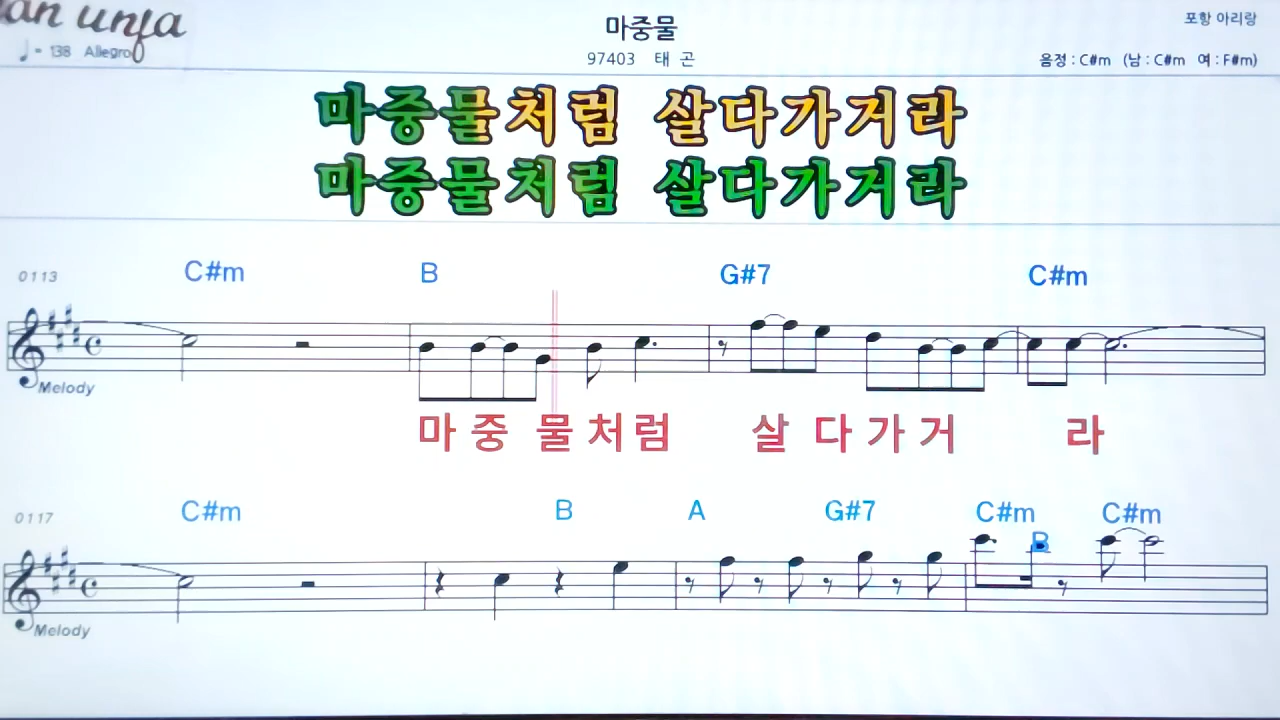 an unja
마중물
포항 아리랑
♩= 138 Allegro
97403 태 곤
음정 : C#m (남 : C#m 여 : F#m)
마중물처럼 살다가거라
마중물처럼 살다가거라
0113 C#m B G#7 C#m
Melody
마 중 물 처 럼 살 다 가 거 라
0117 C#m B A G#7 C#m B C#m
Melody